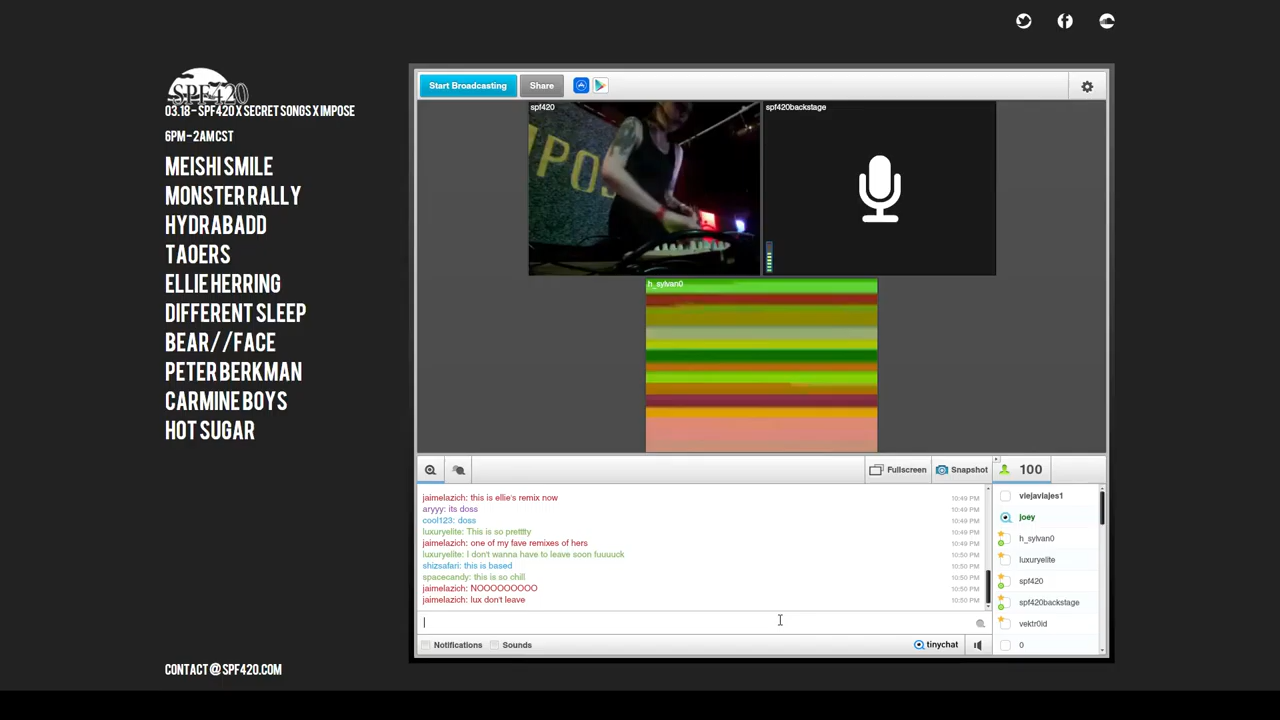 SPF420
03.18 - SPF420 X SECRET SONGS X IMPOSE
6PM - 2AM CST
MEISHI SMILE
MONSTER RALLY
HYDRABADD
TAOERS
ELLIE HERRING
DIFFERENT SLEEP
BEAR//FACE
PETER BERKMAN
CARMINE BOYS
HOT SUGAR
CONTACT@SPF420.COM
Start Broadcasting
Share
spf420
MPO
spf420backstage
h_sylvan0
Fullscreen
Snapshot
100
jaimelazich: this is ellie's remix now 10:49 PM
aryyy: its doss 10:49 PM
cool123: doss 10:49 PM
luxuryelite: This is so prettttty 10:49 PM
jaimelazich: one of my fave remixes of hers 10:49 PM
luxuryelite: I don't wanna have to leave soon fuuuuck 10:50 PM
shizsafari: this is based 10:50 PM
spacecandy: this is so chill 10:50 PM
jaimelazich: NOOOOOOOOO 10:50 PM
jaimelazich: lux don't leave 10:50 PM
Notifications
Sounds
tinychat
viejaviajes1
joey
h_sylvan0
luxuryelite
spf420
spf420backstage
vektr0id
0